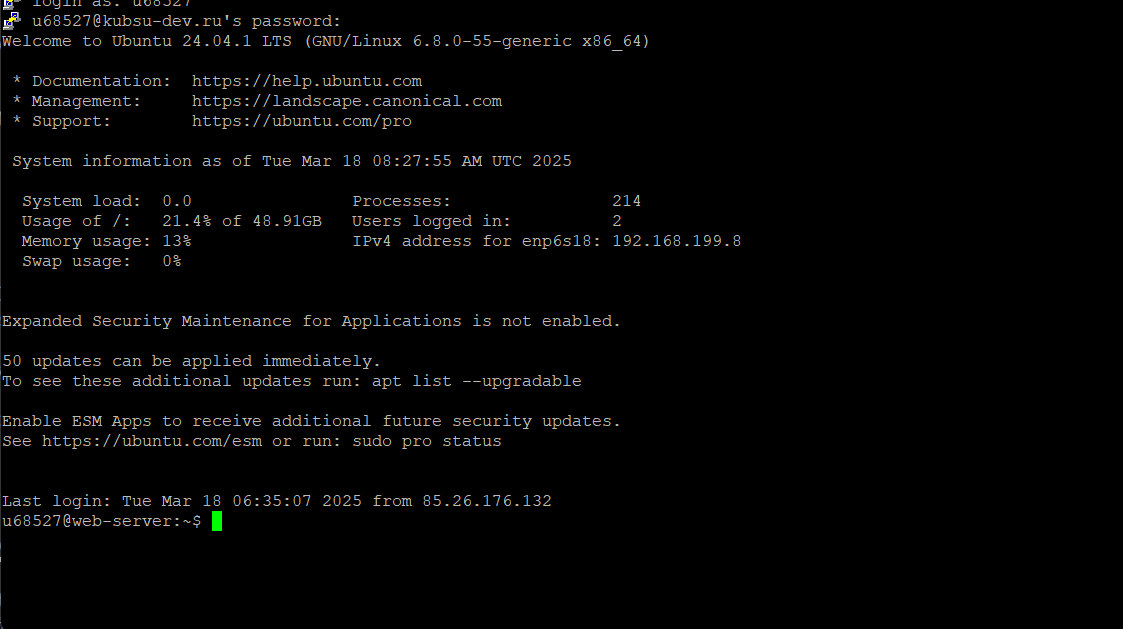 login as: u68527
u68527@kubsu-dev.ru's password:
Welcome to Ubuntu 24.04.1 LTS (GNU/Linux 6.8.0-55-generic x86_64)
* Documentation:  https://help.ubuntu.com
* Management:     https://landscape.canonical.com
* Support:        https://ubuntu.com/pro
System information as of Tue Mar 18 08:27:55 AM UTC 2025
System load:  0.0                Processes:                214
Usage of /:   21.4% of 48.91GB   Users logged in:          2
Memory usage: 13%                IPv4 address for enp6s18: 192.168.199.8
Swap usage:   0%
Expanded Security Maintenance for Applications is not enabled.
50 updates can be applied immediately.
To see these additional updates run: apt list --upgradable
Enable ESM Apps to receive additional future security updates.
See https://ubuntu.com/esm or run: sudo pro status
Last login: Tue Mar 18 06:35:07 2025 from 85.26.176.132
u68527@web-server:~$